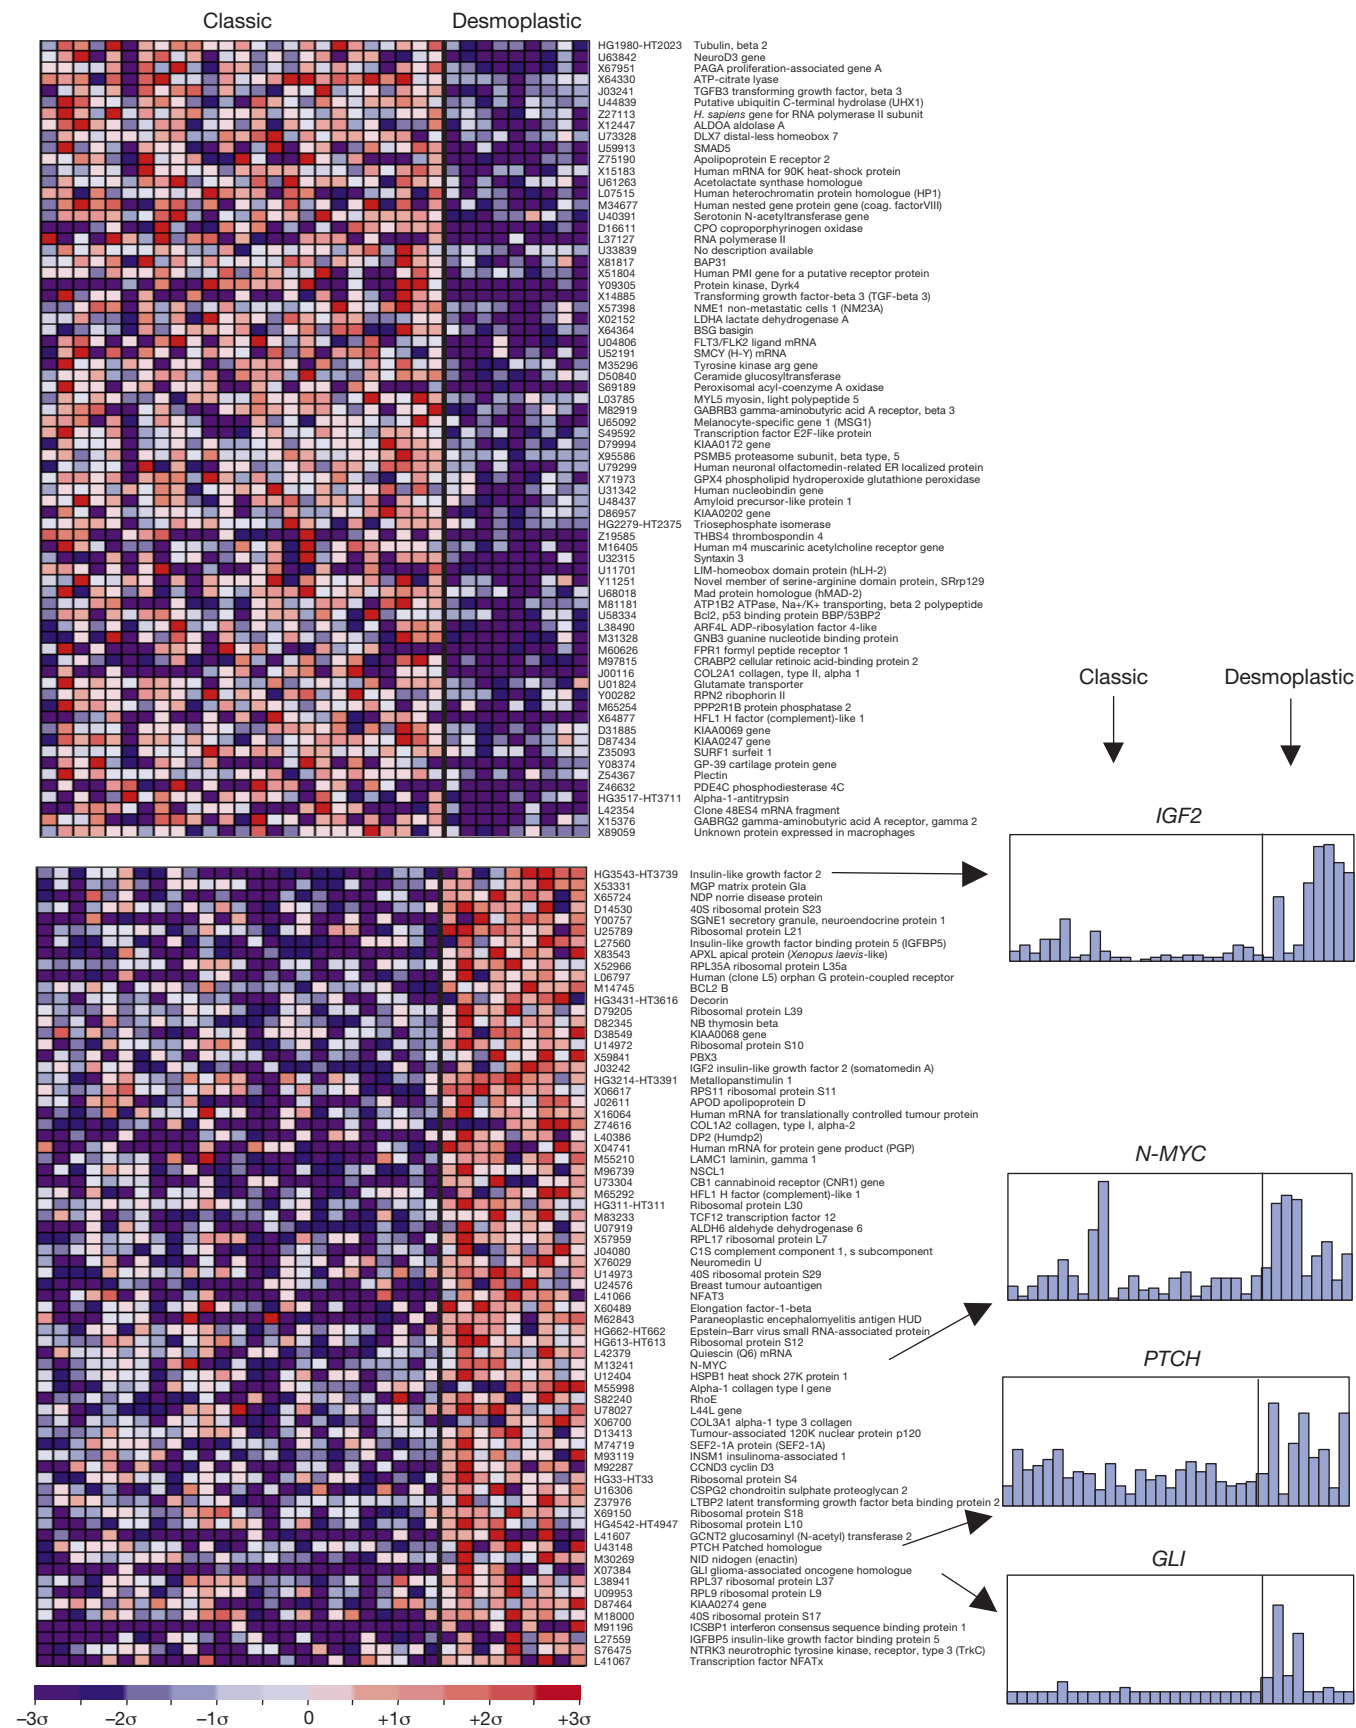 Classic Desmoplastic
HG1980-HT2023 Tubulin, beta 2
U63842 NeuroD3 gene
X67951 PAGA proliferation-associated gene A
X64330 ATP-citrate lyase
J03241 TGFB3 transforming growth factor, beta 3
U44839 Putative ubiquitin C-terminal hydrolase (UHX1)
Z27113 H. sapiens gene for RNA polymerase II subunit
X12447 ALDOA aldolase A
U73328 DLX7 distal-less homeobox 7
U59913 SMAD5
Z75190 Apolipoprotein E receptor 2
X15183 Human mRNA for 90K heat-shock protein
U61263 Acetolactate synthase homologue
L07515 Human heterochromatin protein homologue (HP1)
M34677 Human nested gene protein gene (coag. factorVIII)
U40391 Serotonin N-acetyltransferase gene
D16611 CPO coproporphyrinogen oxidase
L37127 RNA polymerase II
U33839 No description available
X81817 BAP31
X51804 Human PMI gene for a putative receptor protein
Y09305 Protein kinase, Dyrk4
X14885 Transforming growth factor-beta 3 (TGF-beta 3)
X57398 NME1 non-metastatic cells 1 (NM23A)
X02152 LDHA lactate dehydrogenase A
X64364 BSG basigin
U04806 FLT3/FLK2 ligand mRNA
U52191 SMCY (H-Y) mRNA
M35296 Tyrosine kinase arg gene
D50840 Ceramide glucosyltransferase
S69189 Peroxisomal acyl-coenzyme A oxidase
L03785 MYL5 myosin, light polypeptide 5
M82919 GABRB3 gamma-aminobutyric acid A receptor, beta 3
U65092 Melanocyte-specific gene 1 (MSG1)
S49592 Transcription factor E2F-like protein
D79994 KIAA0172 gene
X95586 PSMB5 proteasome subunit, beta type, 5
U79299 Human neuronal olfactomedin-related ER localized protein
X71973 GPX4 phospholipid hydroperoxide glutathione peroxidase
U31342 Human nucleobindin gene
U48437 Amyloid precursor-like protein 1
D86957 KIAA0202 gene
HG2279-HT2375 Triosephosphate isomerase
Z19585 THBS4 thrombospondin 4
M16405 Human m4 muscarinic acetylcholine receptor gene
U32315 Syntaxin 3
U11701 LIM-homeobox domain protein (hLH-2)
Y11251 Novel member of serine-arginine domain protein, SRrp129
U68018 Mad protein homologue (hMAD-2)
M81181 ATP1B2 ATPase, Na+/K+ transporting, beta 2 polypeptide
U58334 Bcl2, p53 binding protein BBP/53BP2
L38490 ARF4L ADP-ribosylation factor 4-like
M31328 GNB3 guanine nucleotide binding protein
M60626 FPR1 formyl peptide receptor 1
M97815 CRABP2 cellular retinoic acid-binding protein 2
J00116 COL2A1 collagen, type II, alpha 1
U01824 Glutamate transporter
Y00282 RPN2 ribophorin II
M65254 PPP2R1B protein phosphatase 2
X64877 HFL1 H factor (complement)-like 1
D31885 KIAA0069 gene
D87434 KIAA0247 gene
Z35093 SURF1 surfeit 1
Y08374 GP-39 cartilage protein gene
Z54367 Plectin
Z46632 PDE4C phosphodiesterase 4C
HG3517-HT3711 Alpha-1-antitrypsin
L42354 Clone 48ES4 mRNA fragment
X15376 GABRG2 gamma-aminobutyric acid A receptor, gamma 2
X89059 Unknown protein expressed in macrophages
Classic Desmoplastic
IGF2
HG3543-HT3739 Insulin-like growth factor 2
X53331 MGP matrix protein Gla
X65724 NDP norrie disease protein
D14530 40S ribosomal protein S23
Y00757 SGNE1 secretory granule, neuroendocrine protein 1
U25789 Ribosomal protein L21
L27560 Insulin-like growth factor binding protein 5 (IGFBP5)
X83543 APXL apical protein (Xenopus laevis-like)
X52966 RPL35A ribosomal protein L35a
L06797 Human (clone L5) orphan G protein-coupled receptor
M14745 BCL2 B
HG3431-HT3616 Decorin
D79205 Ribosomal protein L39
D82345 NB thymosin beta
D38549 KIAA0068 gene
U14972 Ribosomal protein S10
X59841 PBX3
J03242 IGF2 insulin-like growth factor 2 (somatomedin A)
HG3214-HT3391 Metallopanstimulin 1
X06617 RPS11 ribosomal protein S11
J02611 APOD apolipoprotein D
X16064 Human mRNA for translationally controlled tumour protein
Z74616 COL1A2 collagen, type I, alpha-2
L40386 DP2 (Humdp2)
X04741 Human mRNA for protein gene product (PGP)
M55210 LAMC1 laminin, gamma 1
M96739 NSCL1
U73304 CB1 cannabinoid receptor (CNR1) gene
M65292 HFL1 H factor (complement)-like 1
HG311-HT311 Ribosomal protein L30
M83233 TCF12 transcription factor 12
U07919 ALDH6 aldehyde dehydrogenase 6
X57959 RPL17 ribosomal protein L7
J04080 C1S complement component 1, s subcomponent
X76029 Neuromedin U
U14973 40S ribosomal protein S29
U24576 Breast tumour autoantigen
L41066 NFAT3
X60489 Elongation factor-1-beta
M62843 Paraneoplastic encephalomyelitis antigen HUD
HG662-HT662 Epstein–Barr virus small RNA-associated protein
HG613-HT613 Ribosomal protein S12
L42379 Quiescin (Q6) mRNA
M13241 N-MYC
U12404 HSPB1 heat shock 27K protein 1
M55998 Alpha-1 collagen type I gene
S82240 RhoE
U78027 L44L gene
X06700 COL3A1 alpha-1 type 3 collagen
D13413 Tumour-associated 120K nuclear protein p120
M74719 SEF2-1A protein (SEF2-1A)
M93119 INSM1 insulinoma-associated 1
M92287 CCND3 cyclin D3
HG33-HT33 Ribosomal protein S4
U16306 CSPG2 chondroitin sulphate proteoglycan 2
Z37976 LTBP2 latent transforming growth factor beta binding protein 2
X69150 Ribosomal protein S18
HG4542-HT4947 Ribosomal protein L10
L41607 GCNT2 glucosaminyl (N-acetyl) transferase 2
U43148 PTCH Patched homologue
M30269 NID nidogen (enactin)
X07384 GLI glioma-associated oncogene homologue
L38941 RPL37 ribosomal protein L37
U09953 RPL9 ribosomal protein L9
D87464 KIAA0274 gene
M18000 40S ribosomal protein S17
M91196 ICSBP1 interferon consensus sequence binding protein 1
L27559 IGFBP5 insulin-like growth factor binding protein 5
S76475 NTRK3 neurotrophic tyrosine kinase, receptor, type 3 (TrkC)
L41067 Transcription factor NFATx
N-MYC
PTCH
GLI
–3σ –2σ –1σ 0 +1σ +2σ +3σ